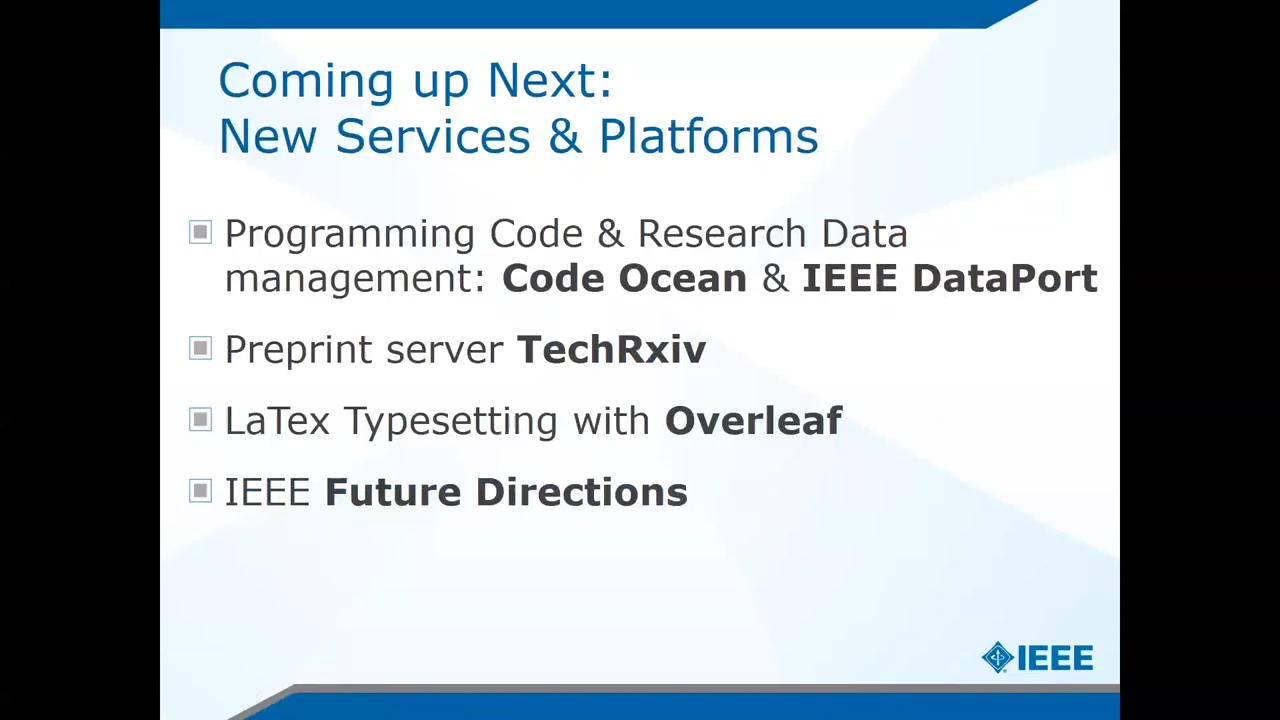 Coming up Next:
New Services & Platforms
Programming Code & Research Data
management: Code Ocean & IEEE DataPort
Preprint server TechRxiv
LaTex Typesetting with Overleaf
IEEE Future Directions
IEEE